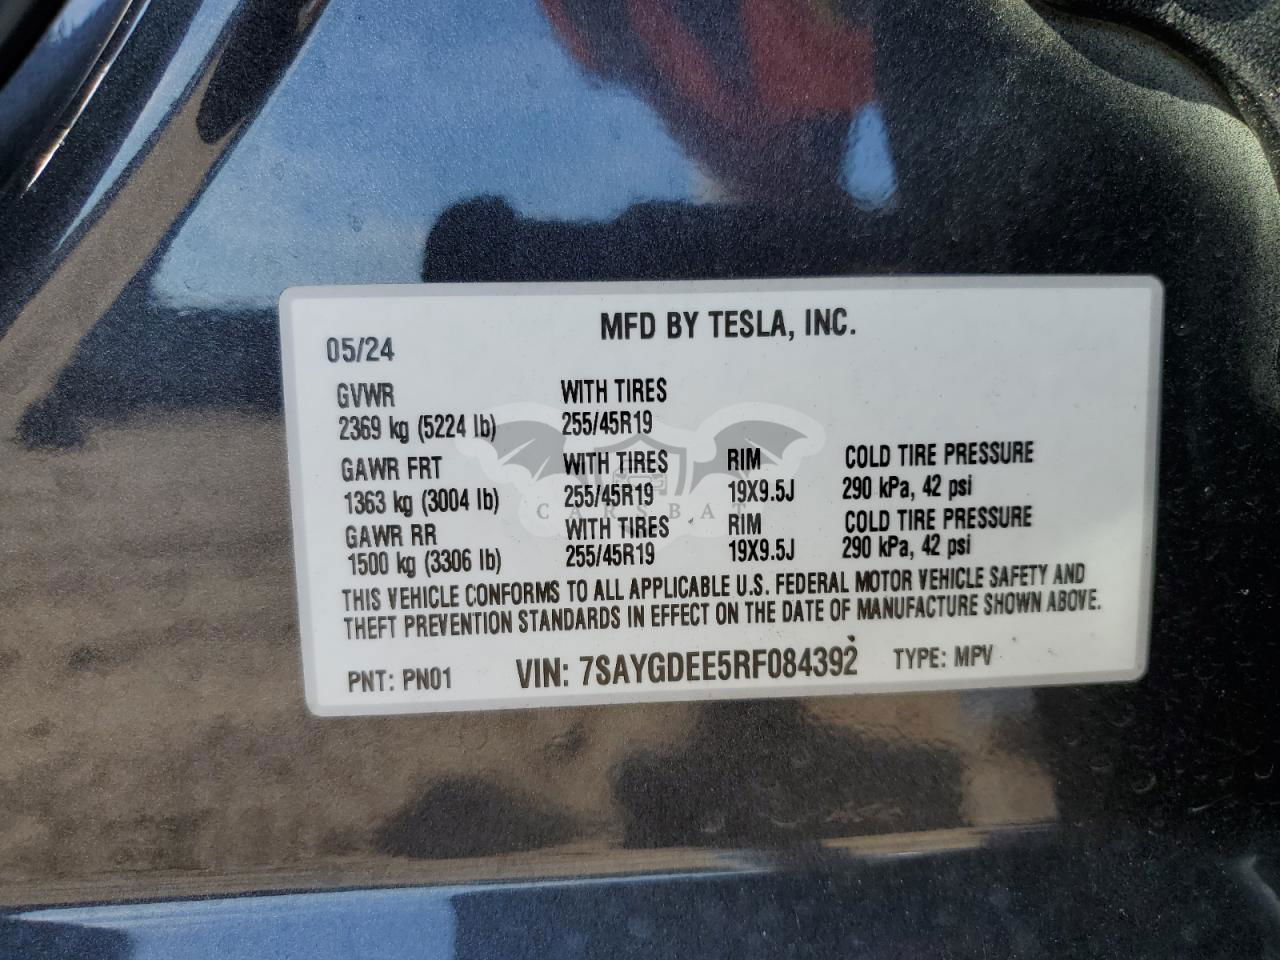 MFD BY TESLA, INC.
05/24
GVWR WITH TIRES
2369 kg (5224 lb) 255/45R19
GAWR FRT WITH TIRES RIM COLD TIRE PRESSURE
1363 kg (3004 lb) 255/45R19 19X9.5J 290 kPa, 42 psi
GAWR RR WITH TIRES RIM COLD TIRE PRESSURE
1500 kg (3306 lb) 255/45R19 19X9.5J 290 kPa, 42 psi
THIS VEHICLE CONFORMS TO ALL APPLICABLE U.S. FEDERAL MOTOR VEHICLE SAFETY AND
THEFT PREVENTION STANDARDS IN EFFECT ON THE DATE OF MANUFACTURE SHOWN ABOVE.
PNT: PN01 VIN: 7SAYGDEE5RF084392 TYPE: MPV
CARSBAT